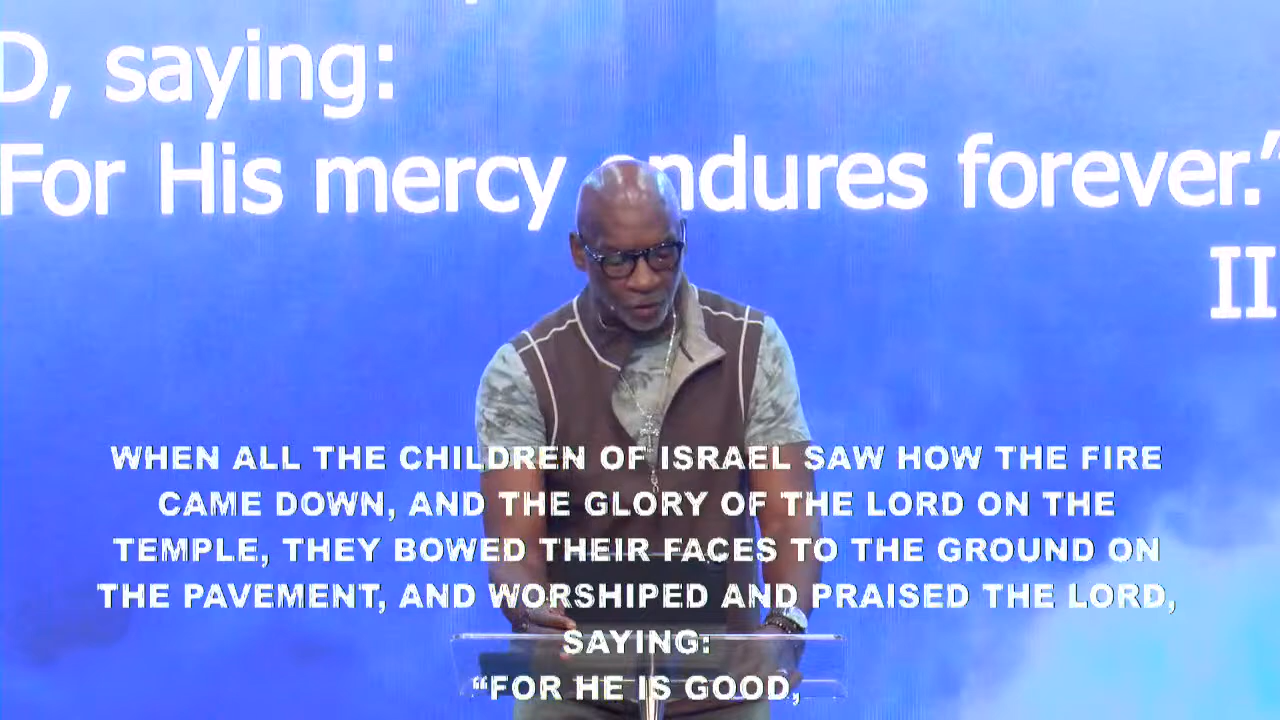 D, saying:
For His mercy endures forever.”
II
WHEN ALL THE CHILDREN OF ISRAEL SAW HOW THE FIRE
CAME DOWN, AND THE GLORY OF THE LORD ON THE
TEMPLE, THEY BOWED THEIR FACES TO THE GROUND ON
THE PAVEMENT, AND WORSHIPED AND PRAISED THE LORD,
SAYING:
“FOR HE IS GOOD,